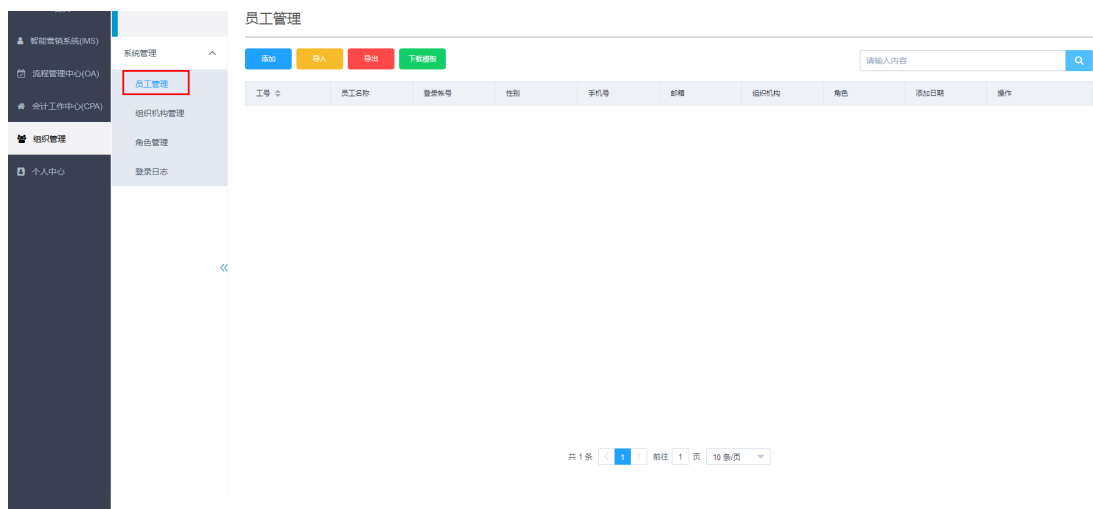 员工管理
智能营销系统(IMS)
流程管理中心(OA)
会计工作中心(CPA)
组织管理
个人中心
系统管理
员工管理
组织机构管理
角色管理
登录日志
添加 导入 导出 下载模板
请输入内容
工号 员工名称 登录帐号 性别 手机号 邮箱 组织机构 角色 添加日期 操作
共 1 条 1 前往 1 页 10 条/页